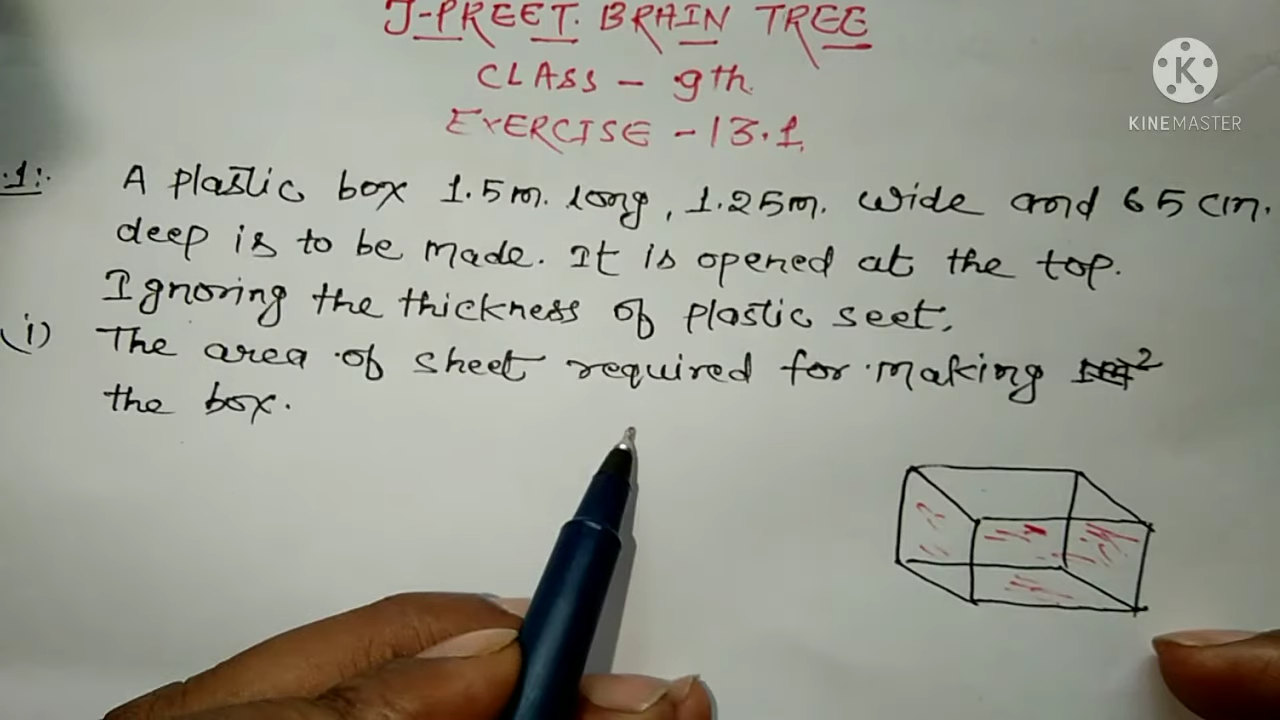 J-PREET. BRAIN TREE
CLASS - 9th
EXERCISE - 13.1.
K
KINEMASTER
.1:. A plastic box 1.5m. long, 1.25m. wide and 65 cm.
deep is to be made. It is opened at the top.
Ignoring the thickness of plastic seet.
(i) The area of sheet required for making 2
the box.